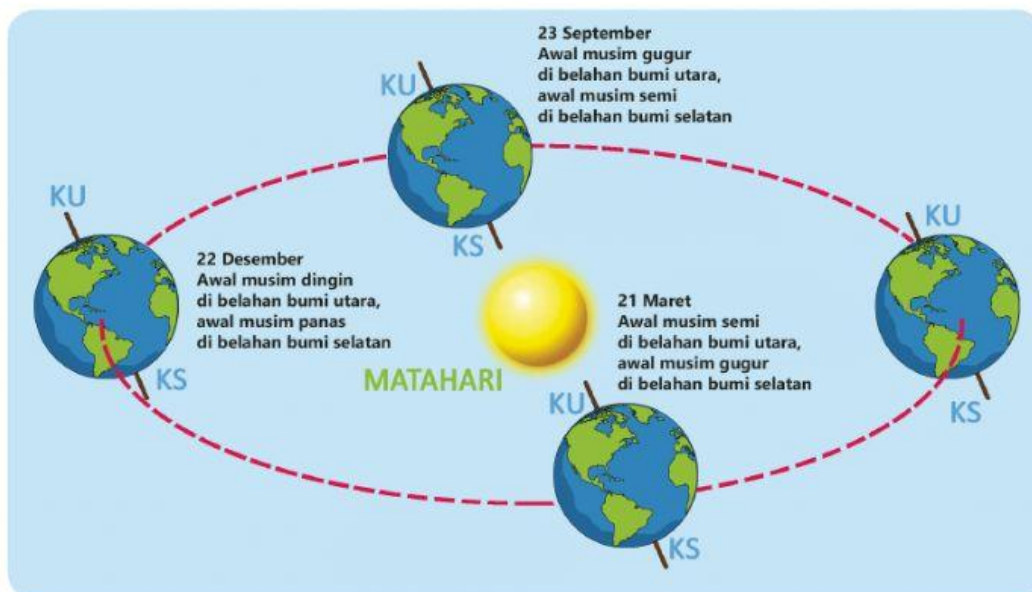 23 September
Awal musim gugur
di belahan bumi utara,
awal musim semi
di belahan bumi selatan
KU
KS
KU
22 Desember
Awal musim dingin
di belahan bumi utara,
awal musim panas
di belahan bumi selatan
KS
MATAHARI
21 Maret
Awal musim semi
di belahan bumi utara,
awal musim gugur
di belahan bumi selatan
KU
KS
KU
KS